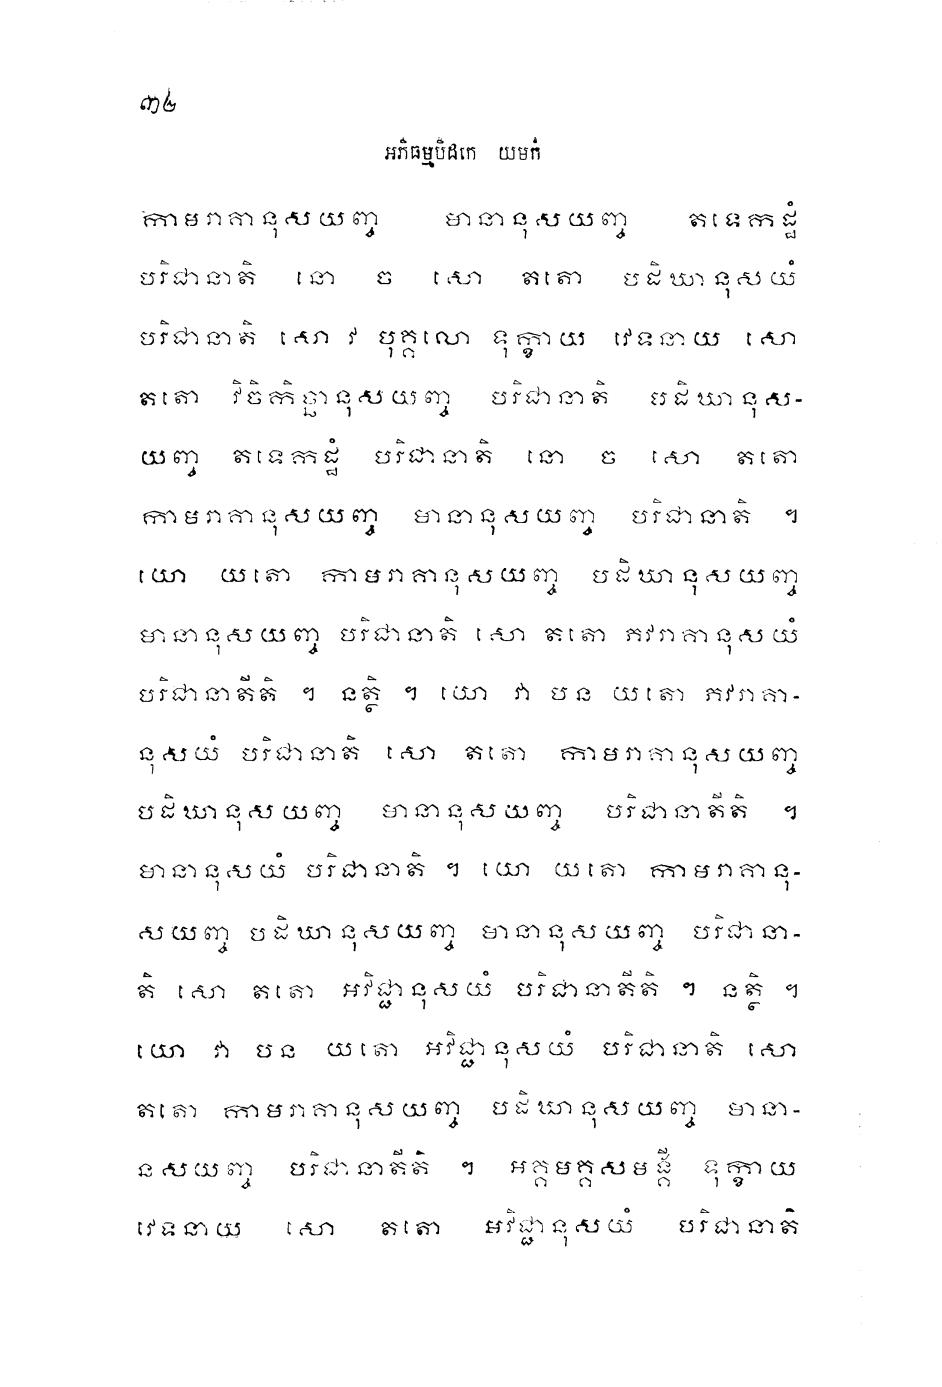 ៣៤
អភិធម្មបិដកេ យមកំ
កាមរាគានុសយញ្ច មានានុសយញ្ច តទេកដ្ឋំ
បរិជានាតិ នោ ច សោ តតោ បដិឃានុសយំ
បរិជានាតិ សោ វ បុគ្គលោ ទុក្ខាយ វេទនាយ សោ
តតោ វិចិកិច្ឆានុសយញ្ច បរិជានាតិ បដិឃានុស-
យញ្ច តទេកដ្ឋំ បរិជានាតិ នោ ច សោ តតោ
កាមរាគានុសយញ្ច មានានុសយញ្ច បរិជានាតិ ។
យោ យតោ កាមរាគានុសយញ្ច បដិឃានុសយញ្ច
មានានុសយញ្ច បរិជានាតិ សោ តតោ ភវរាគានុសយំ
បរិជានាតីតិ ។ នត្ថិ ។ យោ វា បន យតោ ភវរាគា-
នុសយំ បរិជានាតិ សោ តតោ កាមរាគានុសយញ្ច
បដិឃានុសយញ្ច មានានុសយញ្ច បរិជានាតីតិ ។
មានានុសយំ បរិជានាតិ ។ យោ យតោ កាមរាគានុ-
សយញ្ច បដិឃានុសយញ្ច មានានុសយញ្ច បរិជានា-
តិ សោ តតោ អវិជ្ជានុសយំ បរិជានាតីតិ ។ នត្ថិ ។
យោ វា បន យតោ អវិជ្ជានុសយំ បរិជានាតិ សោ
តតោ កាមរាគានុសយញ្ច បដិឃានុសយញ្ច មានា-
នសយញ្ច បរិជានាតីតិ ។ អគ្គមគ្គសមង្គី ទុក្ខាយ
វេទនាយ សោ តតោ អវិជ្ជានុសយំ បរិជានាតិ